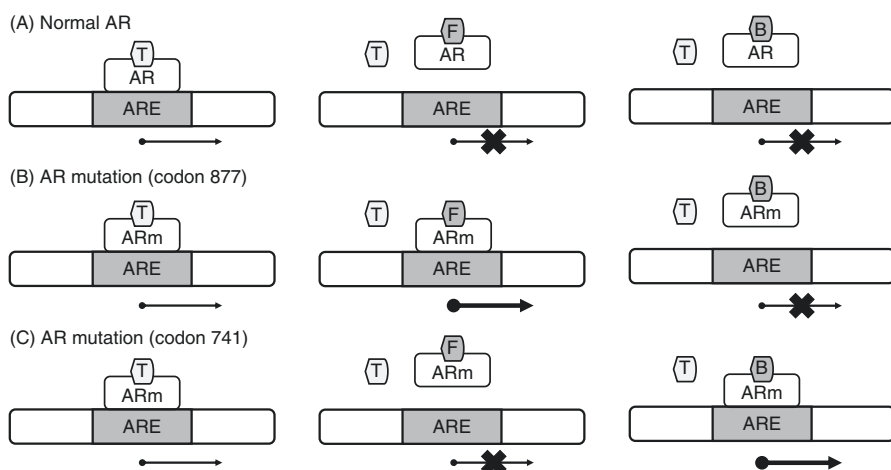 (A) Normal AR
T F B
AR T AR T AR
ARE ARE ARE
(B) AR mutation (codon 877)
T F B
ARm T ARm T ARm
ARE ARE ARE
(C) AR mutation (codon 741)
T F B
ARm T ARm T ARm
ARE ARE ARE